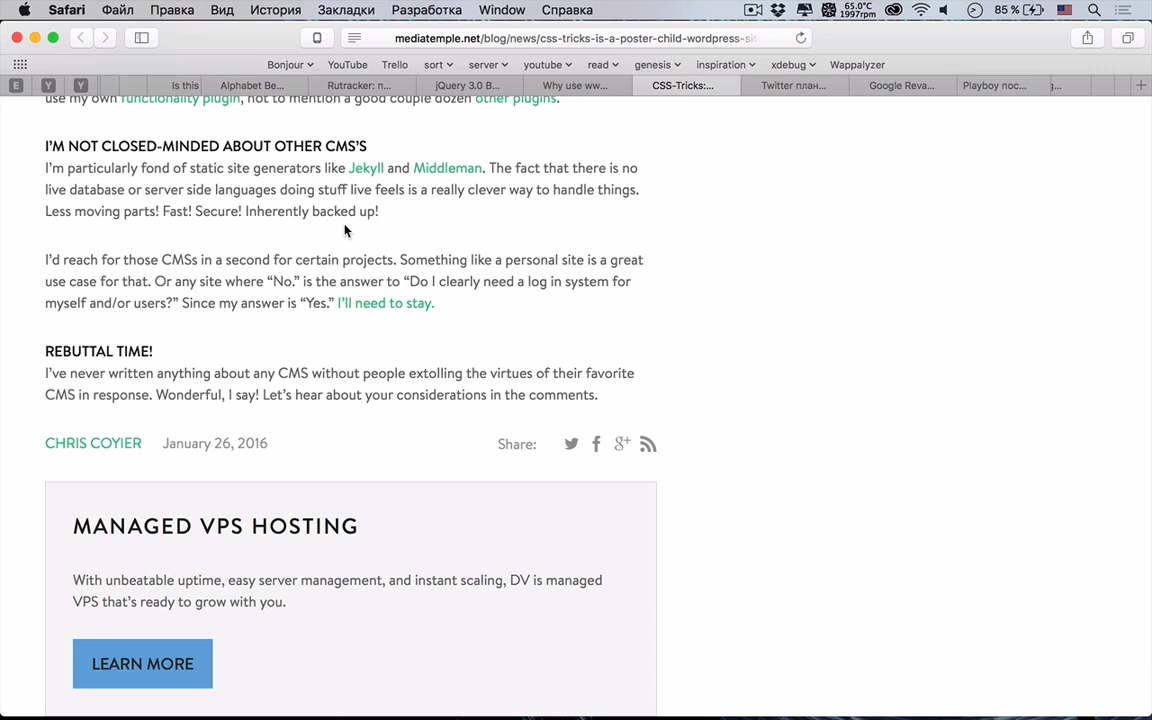 Safari Файл Правка Вид История Закладки Разработка Window Справка 65.0°C 1997rpm 85 %
mediatemple.net/blog/news/css-tricks-is-a-poster-child-wordpress-sit
Bonjour YouTube Trello sort server youtube read genesis inspiration xdebug Wappalyzer
E Y Y Is this Alphabet Be... Rutracker: n... jQuery 3.0 B... Why use ww... CSS-Tricks:... Twitter план... Google Reva... Playboy пос... g...
use my own functionality plugin, not to mention a good couple dozen other plugins.
I’M NOT CLOSED-MINDED ABOUT OTHER CMS’S
I’m particularly fond of static site generators like Jekyll and Middleman. The fact that there is no
live database or server side languages doing stuff live feels is a really clever way to handle things.
Less moving parts! Fast! Secure! Inherently backed up!
I’d reach for those CMSs in a second for certain projects. Something like a personal site is a great
use case for that. Or any site where “No.” is the answer to “Do I clearly need a log in system for
myself and/or users?” Since my answer is “Yes.” I’ll need to stay.
REBUTTAL TIME!
I’ve never written anything about any CMS without people extolling the virtues of their favorite
CMS in response. Wonderful, I say! Let’s hear about your considerations in the comments.
CHRIS COYIER January 26, 2016 Share:
MANAGED VPS HOSTING
With unbeatable uptime, easy server management, and instant scaling, DV is managed
VPS that’s ready to grow with you.
LEARN MORE